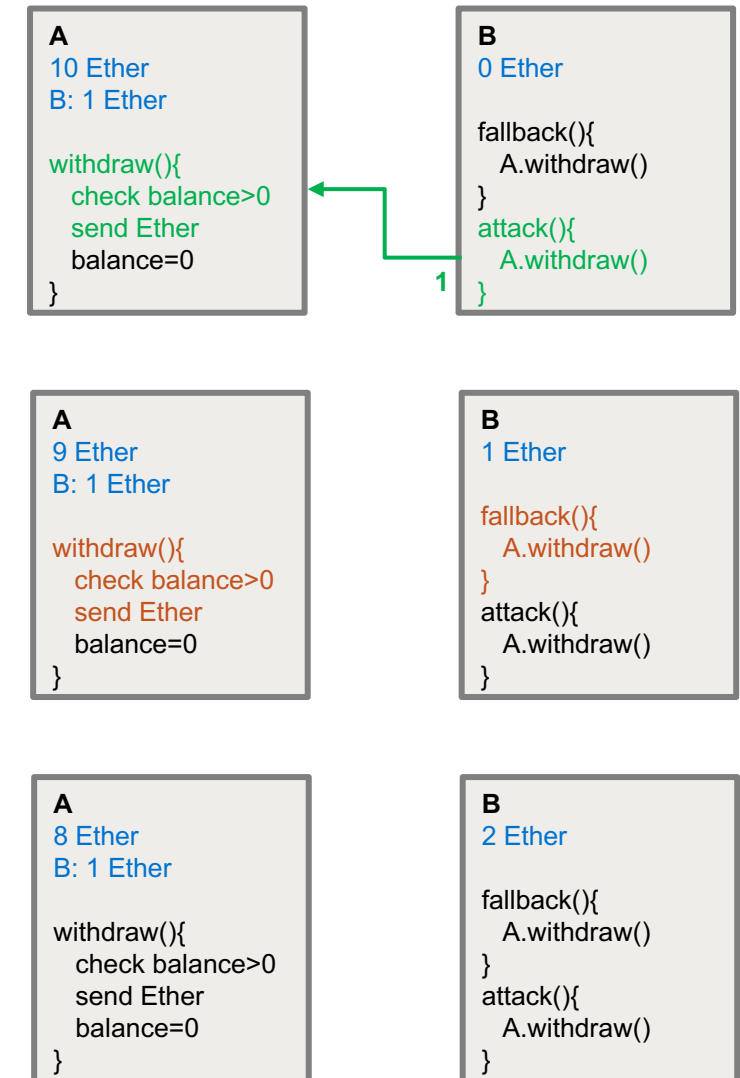 A
10 Ether
B: 1 Ether
withdraw(){
check balance>0
send Ether
balance=0
}
B
0 Ether
fallback(){
A.withdraw()
}
attack(){
A.withdraw()
}
1
A
9 Ether
B: 1 Ether
withdraw(){
check balance>0
send Ether
balance=0
}
B
1 Ether
fallback(){
A.withdraw()
}
attack(){
A.withdraw()
}
A
8 Ether
B: 1 Ether
withdraw(){
check balance>0
send Ether
balance=0
}
B
2 Ether
fallback(){
A.withdraw()
}
attack(){
A.withdraw()
}